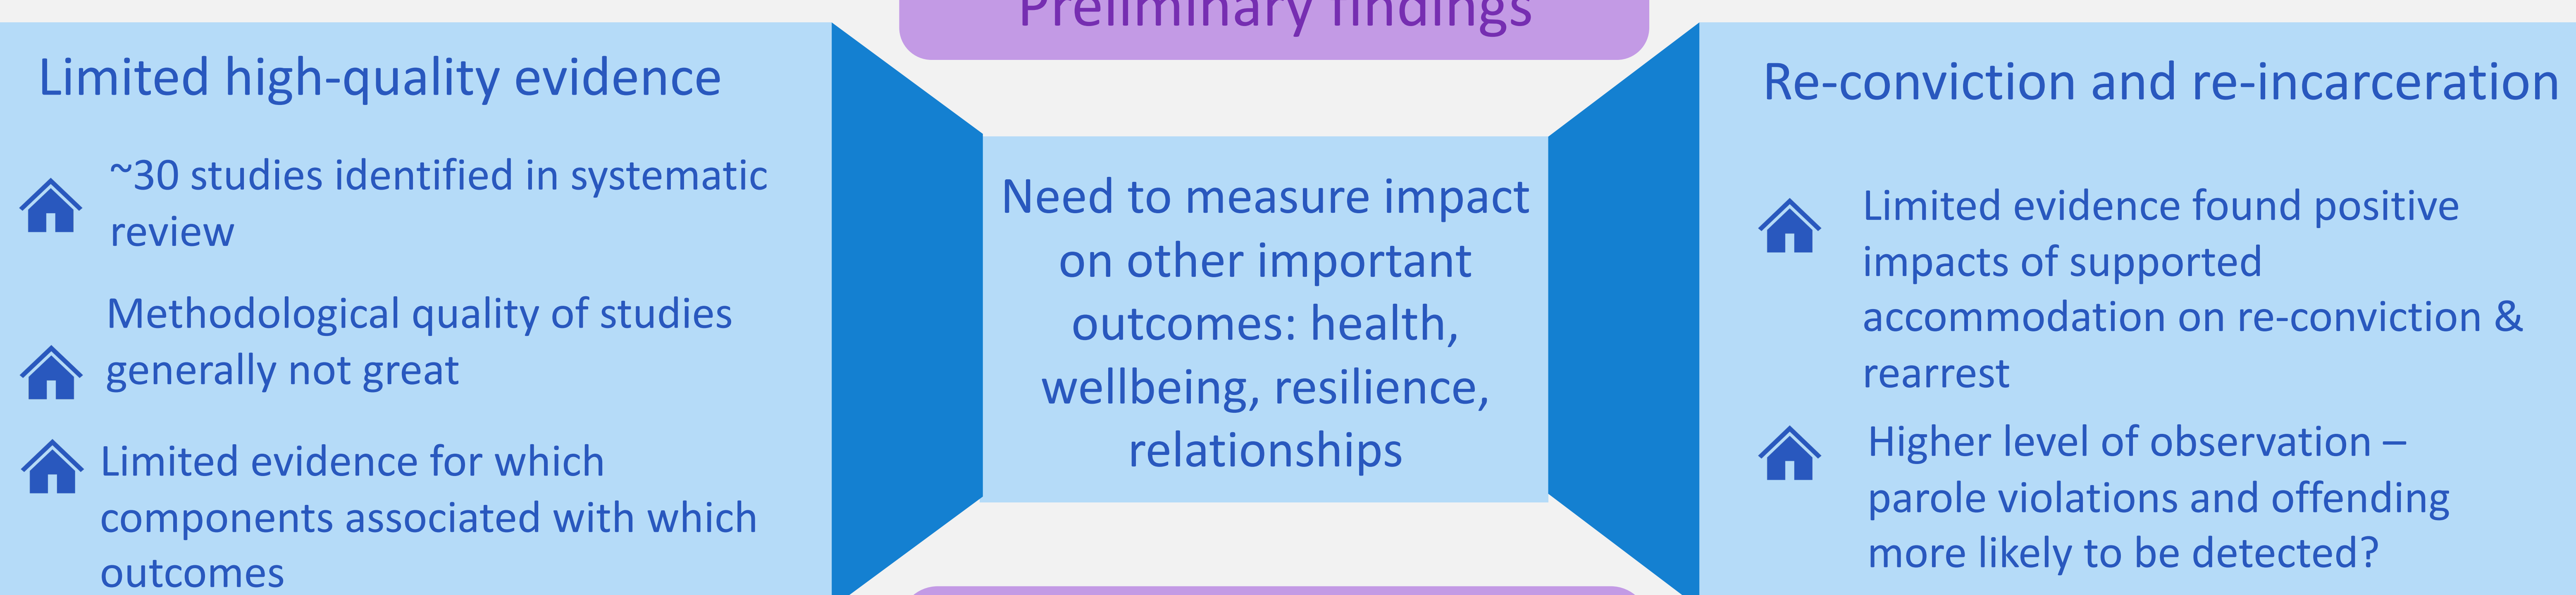 Preliminary findings
Limited high-quality evidence
~30 studies identified in systematic
review
Methodological quality of studies
generally not great
Limited evidence for which
components associated with which
outcomes
Need to measure impact
on other important
outcomes: health,
wellbeing, resilience,
relationships
Re-conviction and re-incarceration
Limited evidence found positive
impacts of supported
accommodation on re-conviction &
rearrest
Higher level of observation –
parole violations and offending
more likely to be detected?